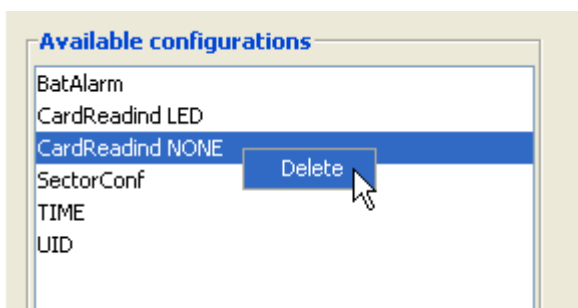 Available configurations
BatAlarm
CardReadind LED
CardReadind NONE
Delete
SectorConf
TIME
UID